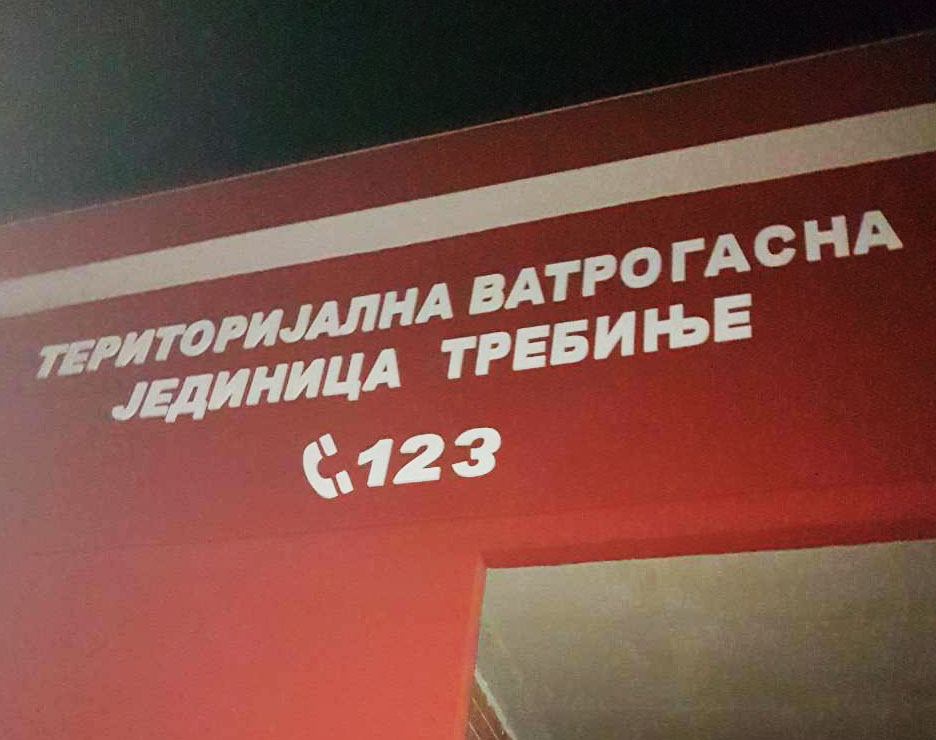 ТЕРИТОРИЈАЛНА ВАТРОГАСНА
ЈЕДИНИЦА ТРЕБИЊЕ
123